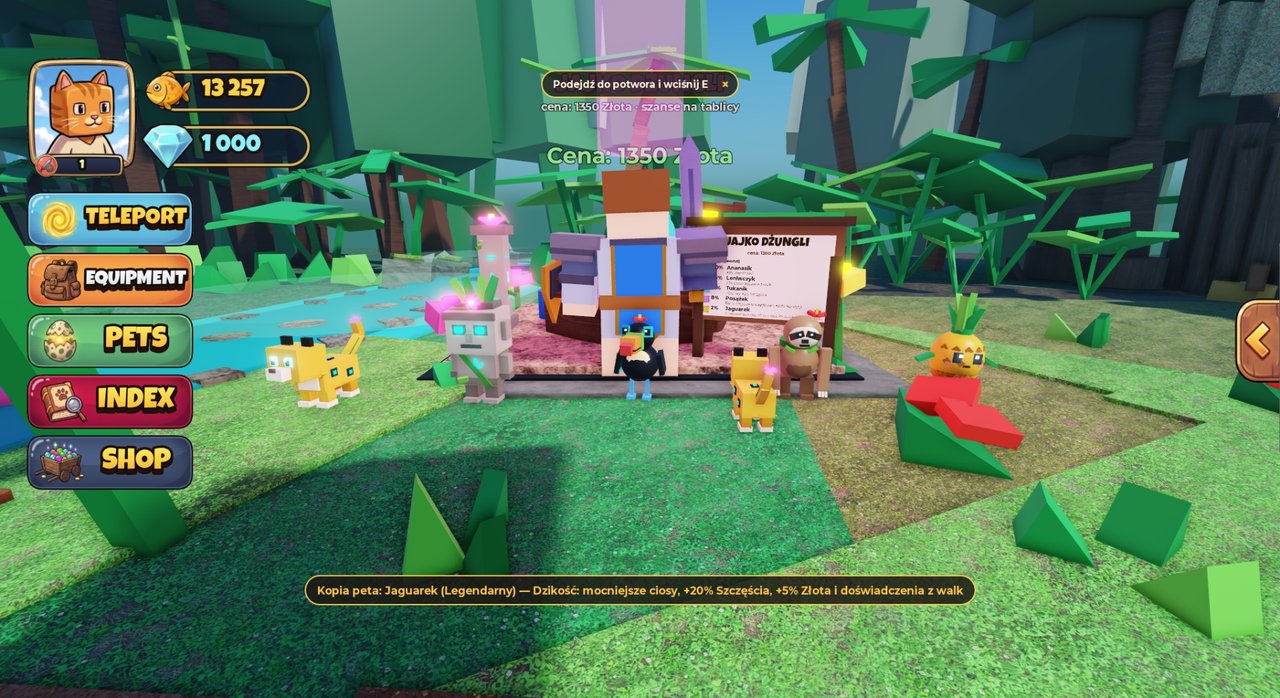 13 257
1 000
1
TELEPORT
EQUIPMENT
PETS
INDEX
SHOP
Podejdź do potwora i wciśnij E ×
cena: 1350 Złota · szanse na tablicy
Cena: 1350 Złota
JAJKO DŻUNGLI
cena: 1350 Złota
Ananasik
Leniwczyk
Tukanik
8% Posążek
2% Jaguarek
Kopia peta: Jaguarek (Legendarny) — Dzikość: mocniejsze ciosy, +20% Szczęścia, +5% Złota i doświadczenia z walk